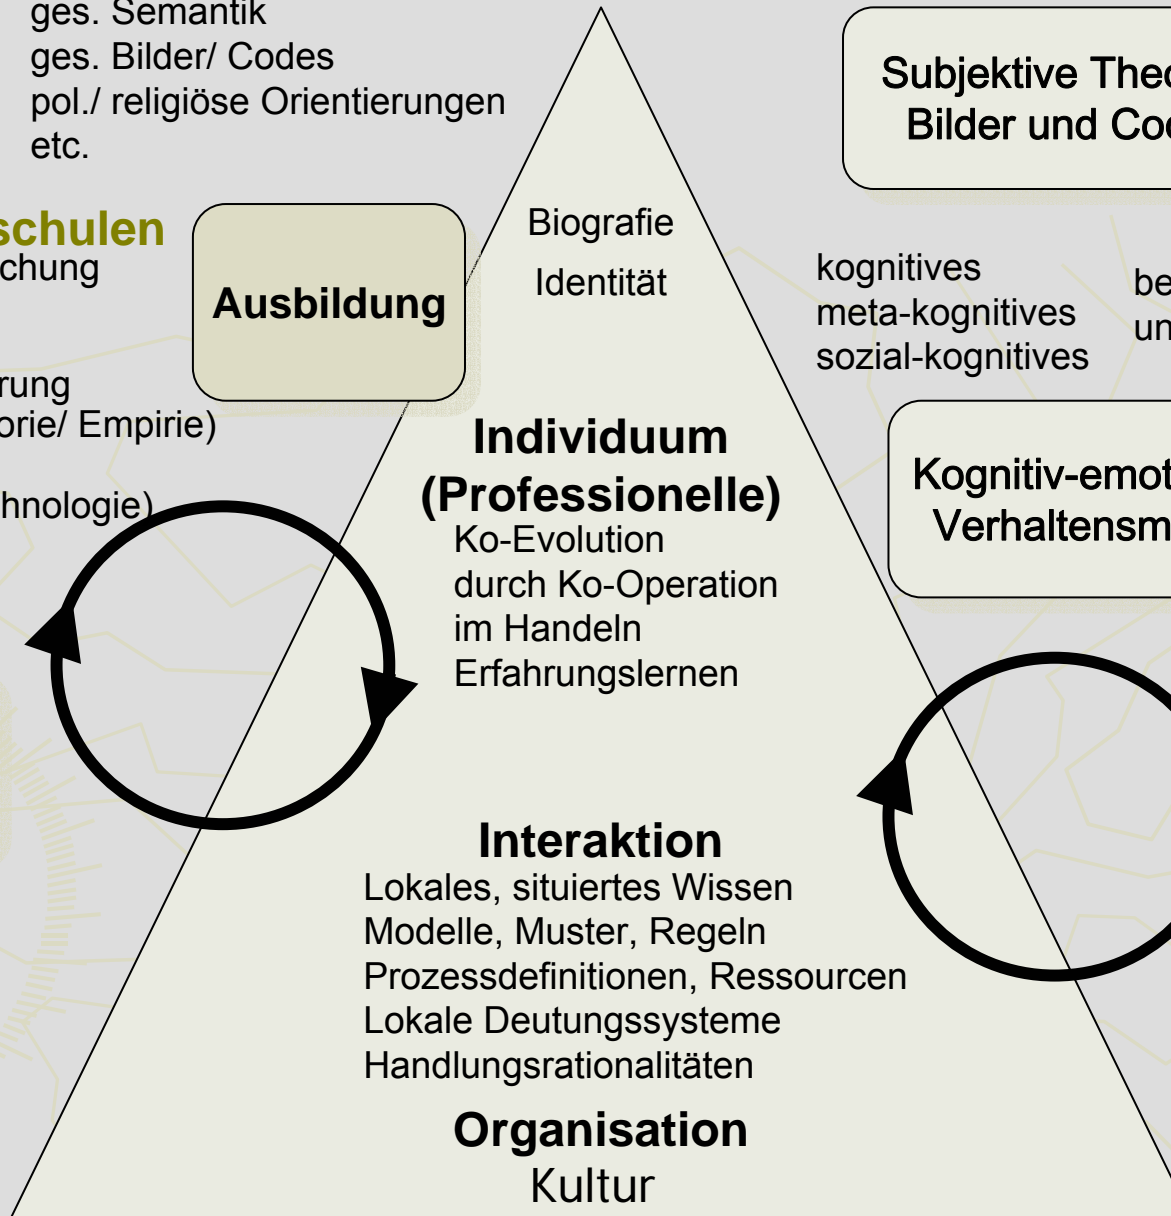 ges. Semantik
ges. Bilder/ Codes
pol./ religiöse Orientierungen
etc.
schulen
chung
rung
orie/ Empirie)
chnologie)
Ausbildung
Biografie
Identität
Individuum
(Professionelle)
Ko-Evolution
durch Ko-Operation
im Handeln
Erfahrungslernen
Interaktion
Lokales, situiertes Wissen
Modelle, Muster, Regeln
Prozessdefinitionen, Ressourcen
Lokale Deutungssysteme
Handlungsrationalitäten
Organisation
Kultur
Subjektive Theo
Bilder und Co
kognitives
meta-kognitives
sozial-kognitives
be
un
Kognitiv-emot
Verhaltensm